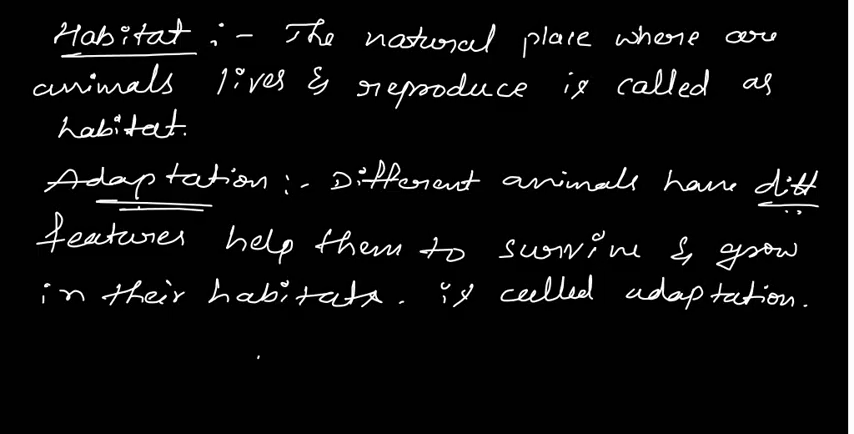 Habitat :- The natural place where are
animals lives & reproduce is called as
habitat.
Adaptation :- Different animals have diff
features help them to survive & grow
in their habitats. is called adaptation.